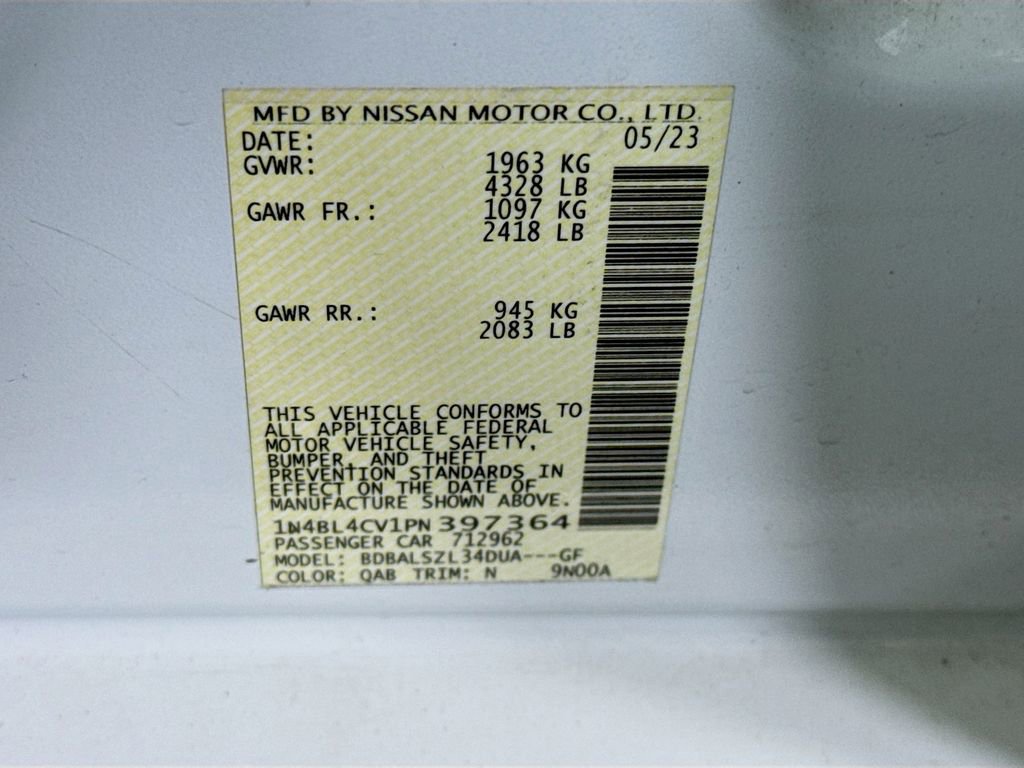 MFD BY NISSAN MOTOR CO., LTD.
DATE: 05/23
GVWR: 1963 KG
4328 LB
GAWR FR.: 1097 KG
2418 LB
GAWR RR.: 945 KG
2083 LB
THIS VEHICLE CONFORMS TO
ALL APPLICABLE FEDERAL
MOTOR VEHICLE SAFETY,
BUMPER, AND THEFT
PREVENTION STANDARDS IN
EFFECT ON THE DATE OF
MANUFACTURE SHOWN ABOVE.
1N4BL4CV1PN397364
PASSENGER CAR 712962
MODEL: BDBALSZL34DUA---GF
COLOR: QAB TRIM: N 9N00A